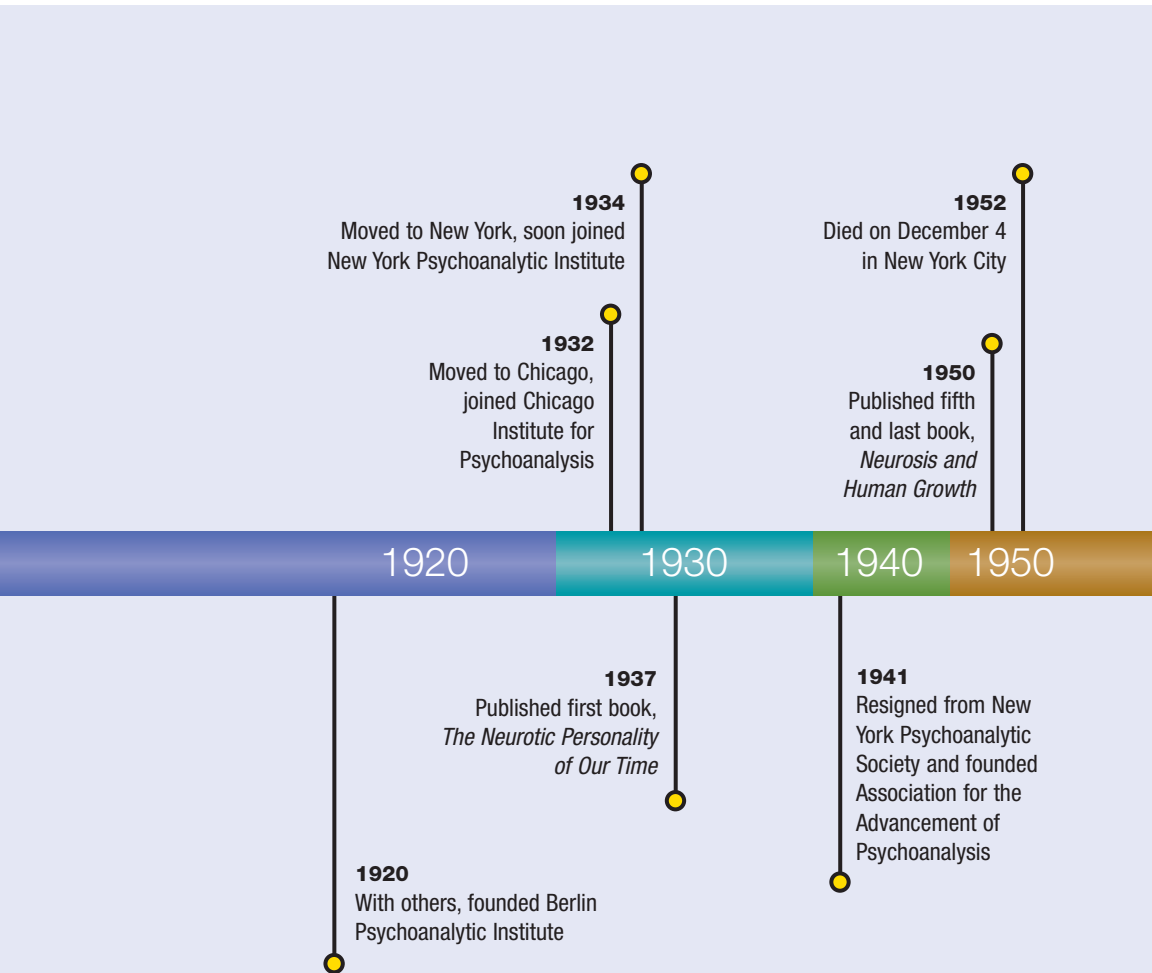 1934
Moved to New York, soon joined
New York Psychoanalytic Institute
1952
Died on December 4
in New York City
1932
Moved to Chicago,
joined Chicago
Institute for
Psychoanalysis
1950
Published fifth
and last book,
Neurosis and
Human Growth
1920
1930
1940
1950
1937
Published first book,
The Neurotic Personality
of Our Time
1941
Resigned from New
York Psychoanalytic
Society and founded
Association for the
Advancement of
Psychoanalysis
1920
With others, founded Berlin
Psychoanalytic Institute